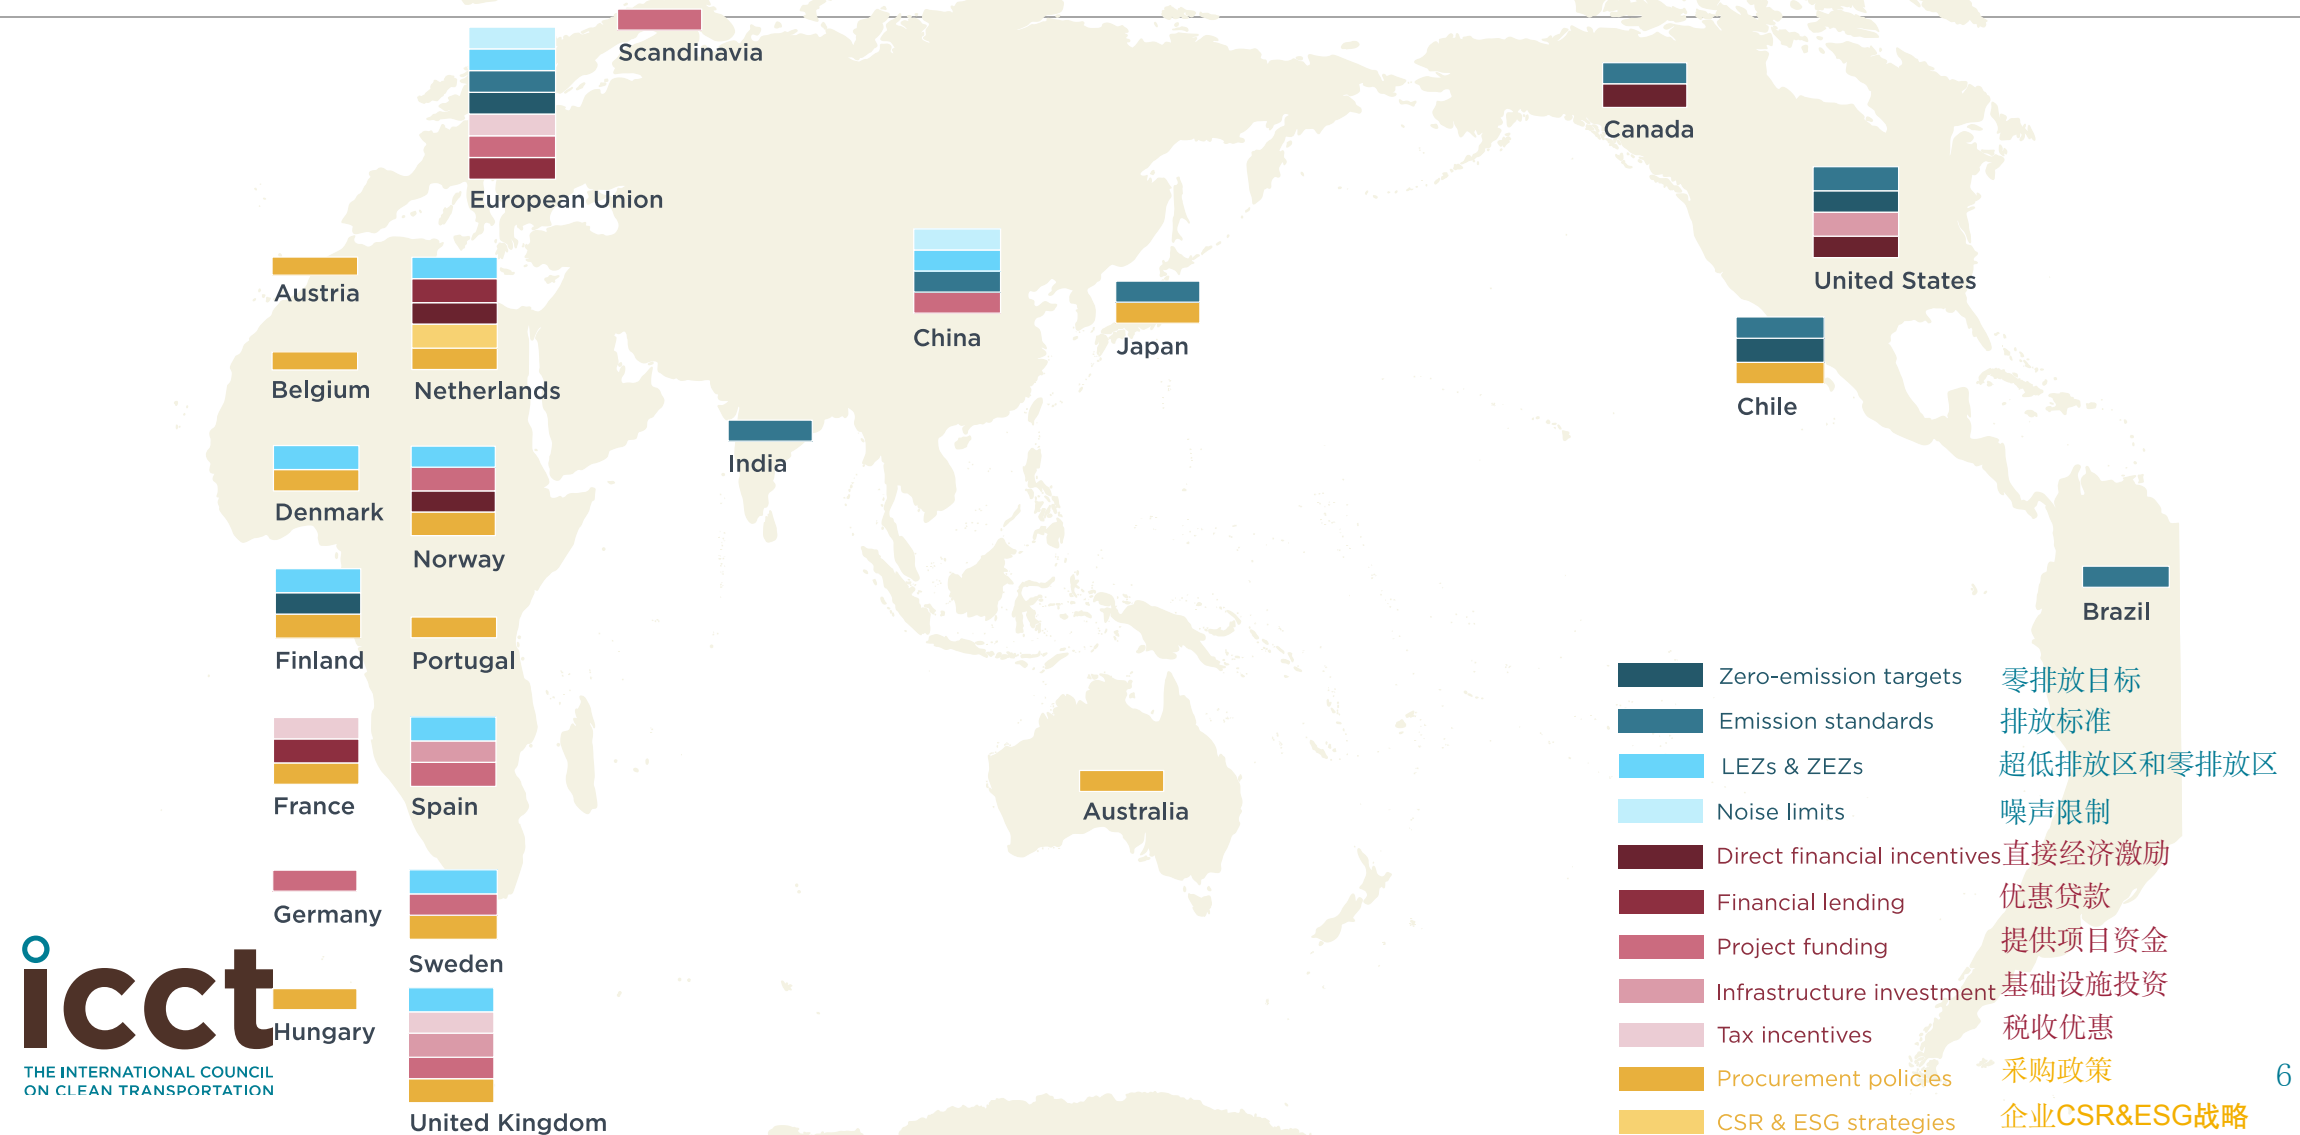 Scandinavia
European Union
Canada
United States
Austria
Netherlands
Belgium
China
Japan
Chile
India
Denmark
Norway
Finland
Portugal
Brazil
France
Spain
Australia
Germany
Sweden
Hungary
United Kingdom
Zero-emission targets 零排放目标
Emission standards 排放标准
LEZs & ZEZs 超低排放区和零排放区
Noise limits 噪声限制
Direct financial incentives 直接经济激励
Financial lending 优惠贷款
Project funding 提供项目资金
Infrastructure investment 基础设施投资
Tax incentives 税收优惠
Procurement policies 采购政策
CSR & ESG strategies 企业CSR&ESG战略
icct
THE INTERNATIONAL COUNCIL
ON CLEAN TRANSPORTATION
6